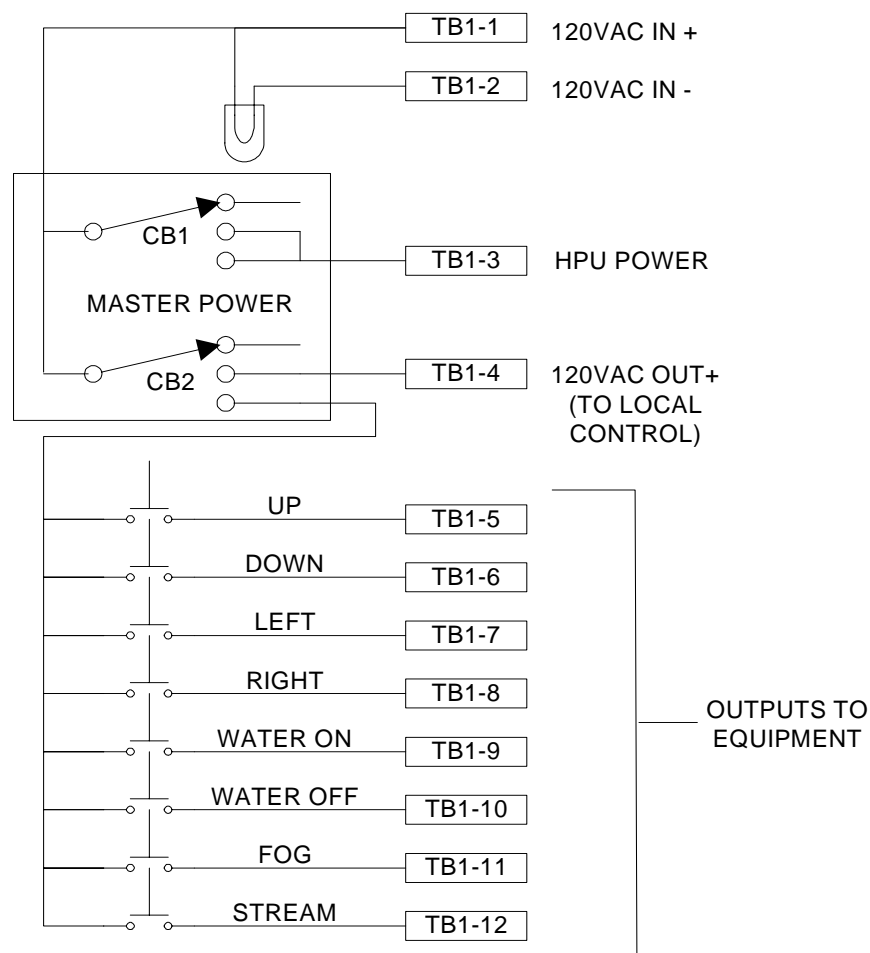 TB1-1 120VAC IN +
TB1-2 120VAC IN -
CB1
TB1-3 HPU POWER
MASTER POWER
CB2
TB1-4 120VAC OUT+
(TO LOCAL
CONTROL)
UP TB1-5
DOWN TB1-6
LEFT TB1-7
RIGHT TB1-8
WATER ON TB1-9
WATER OFF TB1-10
FOG TB1-11
STREAM TB1-12
OUTPUTS TO
EQUIPMENT